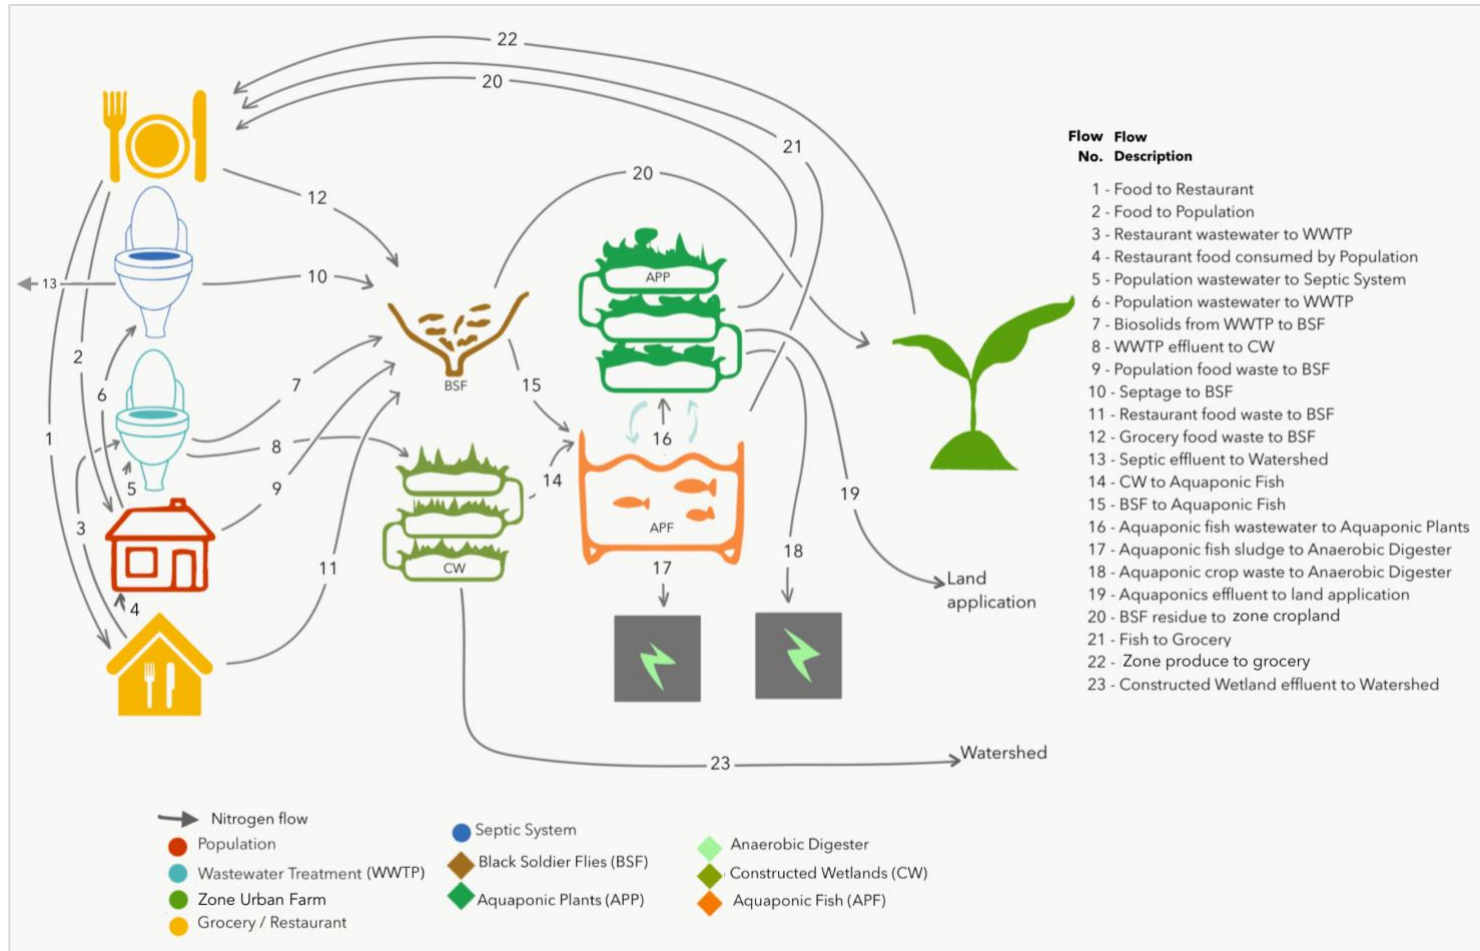 22
20
21
20
12
13
10
2
6
7
15
1
8
5
9
3
4
11
14
16
17
18
19
23
APP
BSF
CW
APF
Land
application
Watershed
Flow Flow
No. Description
1 - Food to Restaurant
2 - Food to Population
3 - Restaurant wastewater to WWTP
4 - Restaurant food consumed by Population
5 - Population wastewater to Septic System
6 - Population wastewater to WWTP
7 - Biosolids from WWTP to BSF
8 - WWTP effluent to CW
9 - Population food waste to BSF
10 - Septage to BSF
11 - Restaurant food waste to BSF
12 - Grocery food waste to BSF
13 - Septic effluent to Watershed
14 - CW to Aquaponic Fish
15 - BSF to Aquaponic Fish
16 - Aquaponic fish wastewater to Aquaponic Plants
17 - Aquaponic fish sludge to Anaerobic Digester
18 - Aquaponic crop waste to Anaerobic Digester
19 - Aquaponics effluent to land application
20 - BSF residue to zone cropland
21 - Fish to Grocery
22 - Zone produce to grocery
23 - Constructed Wetland effluent to Watershed
Nitrogen flow
Population
Wastewater Treatment (WWTP)
Zone Urban Farm
Grocery / Restaurant
Septic System
Black Soldier Flies (BSF)
Aquaponic Plants (APP)
Anaerobic Digester
Constructed Wetlands (CW)
Aquaponic Fish (APF)